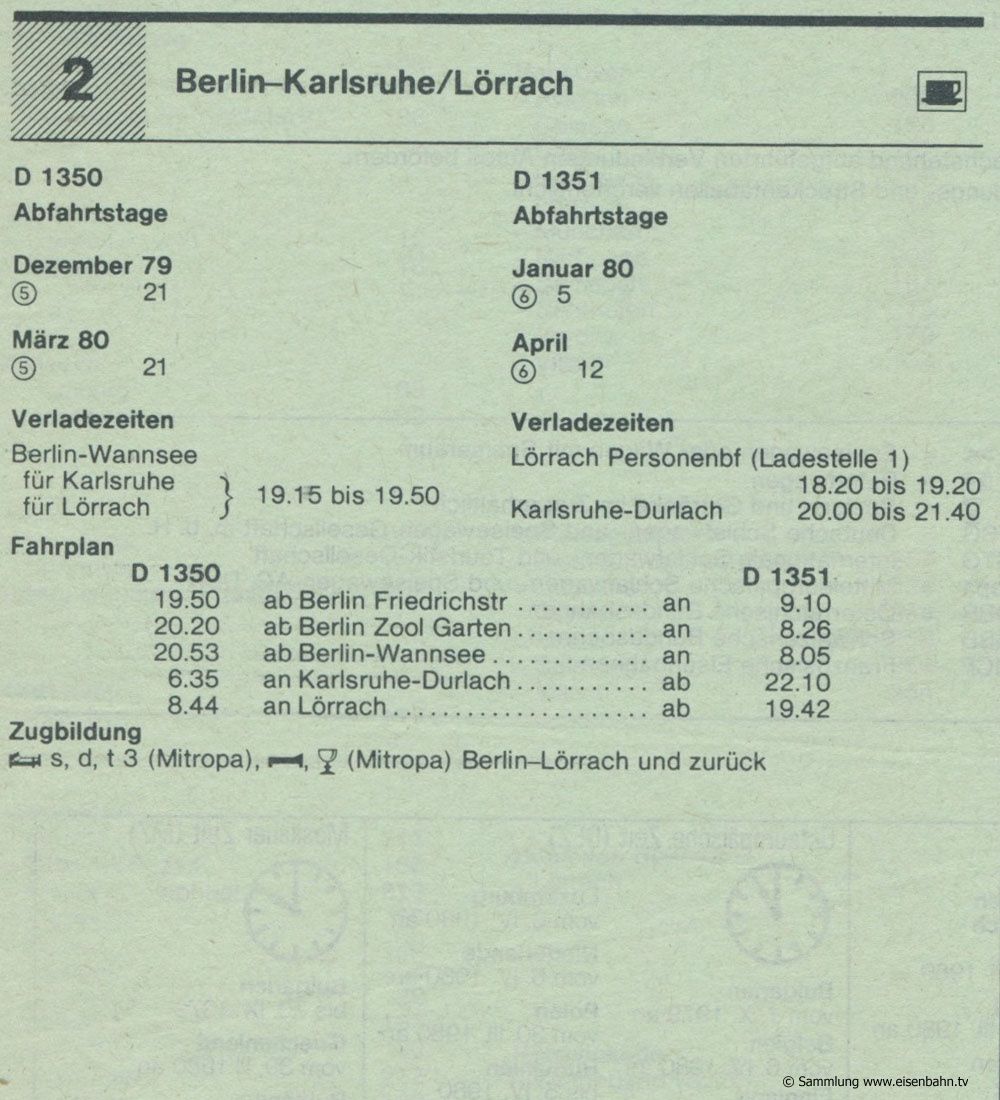 2
Berlin–Karlsruhe/Lörrach
D 1350
Abfahrtstage
Dezember 79
⑤ 21
März 80
⑤ 21
Verladezeiten
Berlin-Wannsee
für Karlsruhe
für Lörrach } 19.15 bis 19.50
D 1351
Abfahrtstage
Januar 80
⑥ 5
April
⑥ 12
Verladezeiten
Lörrach Personenbf (Ladestelle 1)
18.20 bis 19.20
Karlsruhe-Durlach 20.00 bis 21.40
Fahrplan
D 1350 D 1351
19.50 ab Berlin Friedrichstr ........... an 9.10
20.20 ab Berlin Zool Garten ........... an 8.26
20.53 ab Berlin-Wannsee ............. an 8.05
6.35 an Karlsruhe-Durlach ........... ab 22.10
8.44 an Lörrach ..................... ab 19.42
Zugbildung
s, d, t 3 (Mitropa), , (Mitropa) Berlin–Lörrach und zurück
© Sammlung www.eisenbahn.tv